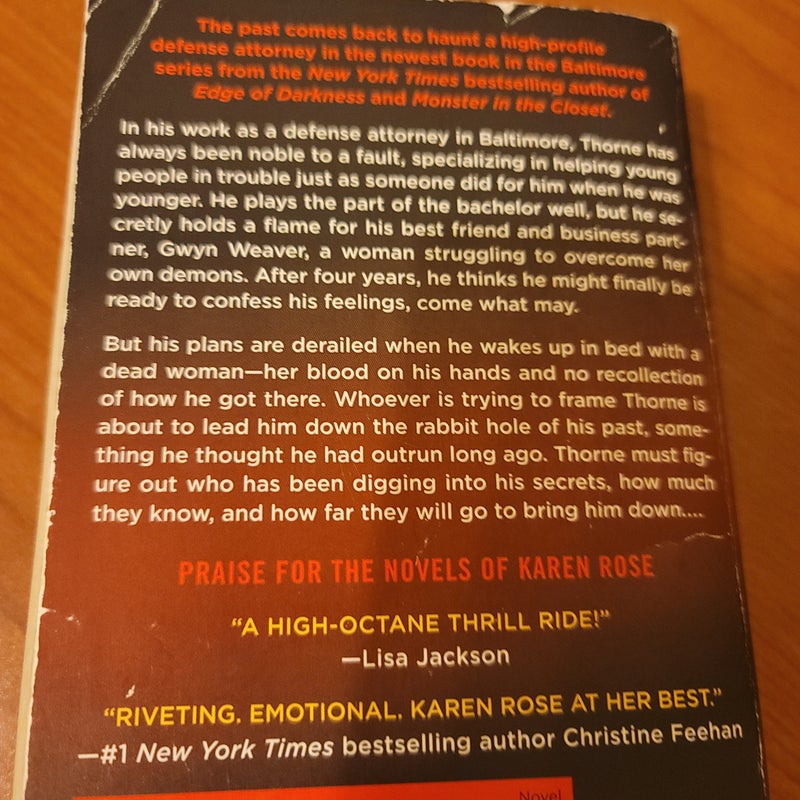 The past comes back to haunt a high-profile
defense attorney in the newest book in the Baltimore
series from the New York Times bestselling author of
Edge of Darkness and Monster in the Closet.
In his work as a defense attorney in Baltimore, Thorne has
always been noble to a fault, specializing in helping young
people in trouble just as someone did for him when he was
younger. He plays the part of the bachelor well, but he se-
cretly holds a flame for his best friend and business part-
ner, Gwyn Weaver, a woman struggling to overcome her
own demons. After four years, he thinks he might finally be
ready to confess his feelings, come what may.
But his plans are derailed when he wakes up in bed with a
dead woman—her blood on his hands and no recollection
of how he got there. Whoever is trying to frame Thorne is
about to lead him down the rabbit hole of his past, some-
thing he thought he had outrun long ago. Thorne must fig-
ure out who has been digging into his secrets, how much
they know, and how far they will go to bring him down....
PRAISE FOR THE NOVELS OF KAREN ROSE
“A HIGH-OCTANE THRILL RIDE!”
—Lisa Jackson
“RIVETING. EMOTIONAL. KAREN ROSE AT HER BEST.”
—#1 New York Times bestselling author Christine Feehan
Novel